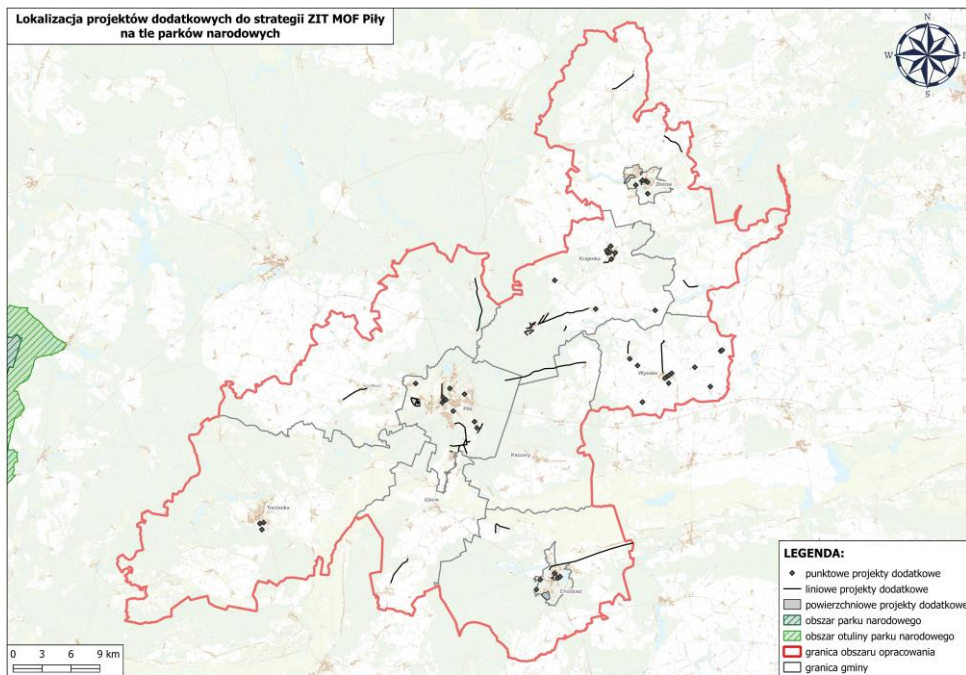 Lokalizacja projektów dodatkowych do strategii ZIT MOF Piły
na tle parków narodowych
N
W
E
S
Złotów
Krajenka
Wysoka
Piła
Kaczory
Ujście
Trzcianka
Chodzież
LEGENDA:
punktowe projekty dodatkowe
liniowe projekty dodatkowe
powierzchniowe projekty dodatkowe
obszar parku narodowego
obszar otuliny parku narodowego
granica obszaru opracowania
granica gminy
0 3 6 9 km